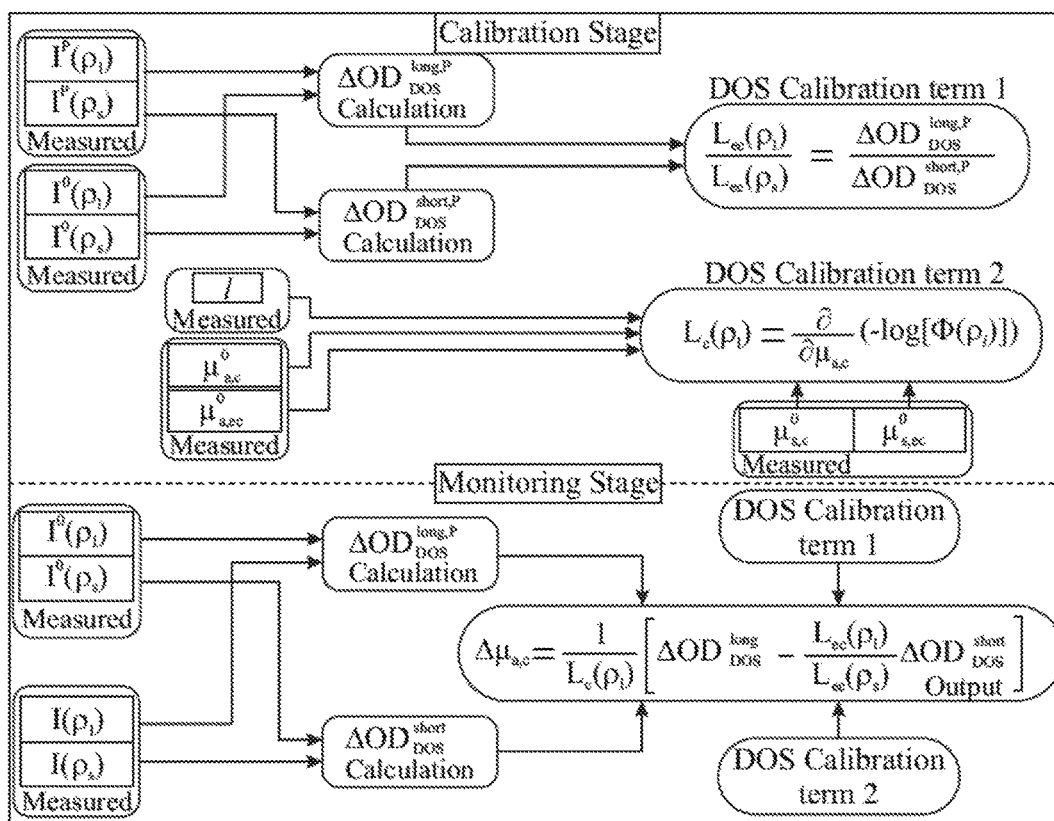 Calibration Stage
I^P(ρ_l)
I^P(ρ_s)
Measured
I^0(ρ_l)
I^0(ρ_s)
Measured
ΔOD_DOS^long,P
Calculation
ΔOD_DOS^short,P
Calculation
DOS Calibration term 1
L_ec(ρ_l)/L_ec(ρ_s) = ΔOD_DOS^long,P/ΔOD_DOS^short,P
l
Measured
μ_a,c^0
μ_a,ec^0
Measured
DOS Calibration term 2
L_c(ρ_l) = ∂/∂μ_a,c (-log[Φ(ρ_l)])
μ_a,c^0 μ_a,ec^0
Measured
Monitoring Stage
I^0(ρ_l)
I^0(ρ_s)
Measured
I(ρ_l)
I(ρ_s)
Measured
ΔOD_DOS^long,P
Calculation
ΔOD_DOS^short
Calculation
DOS Calibration
term 1
Δμ_a,c = 1/L_c(ρ_l) [ΔOD_DOS^long - L_ec(ρ_l)/L_ec(ρ_s) ΔOD_DOS^short]
Output
DOS Calibration
term 2